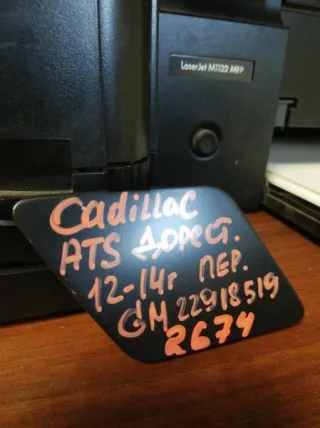 LaserJet M1132 MFP
Cadillac
ATS дорест.
12-14г пер.
GM 22918519
2674